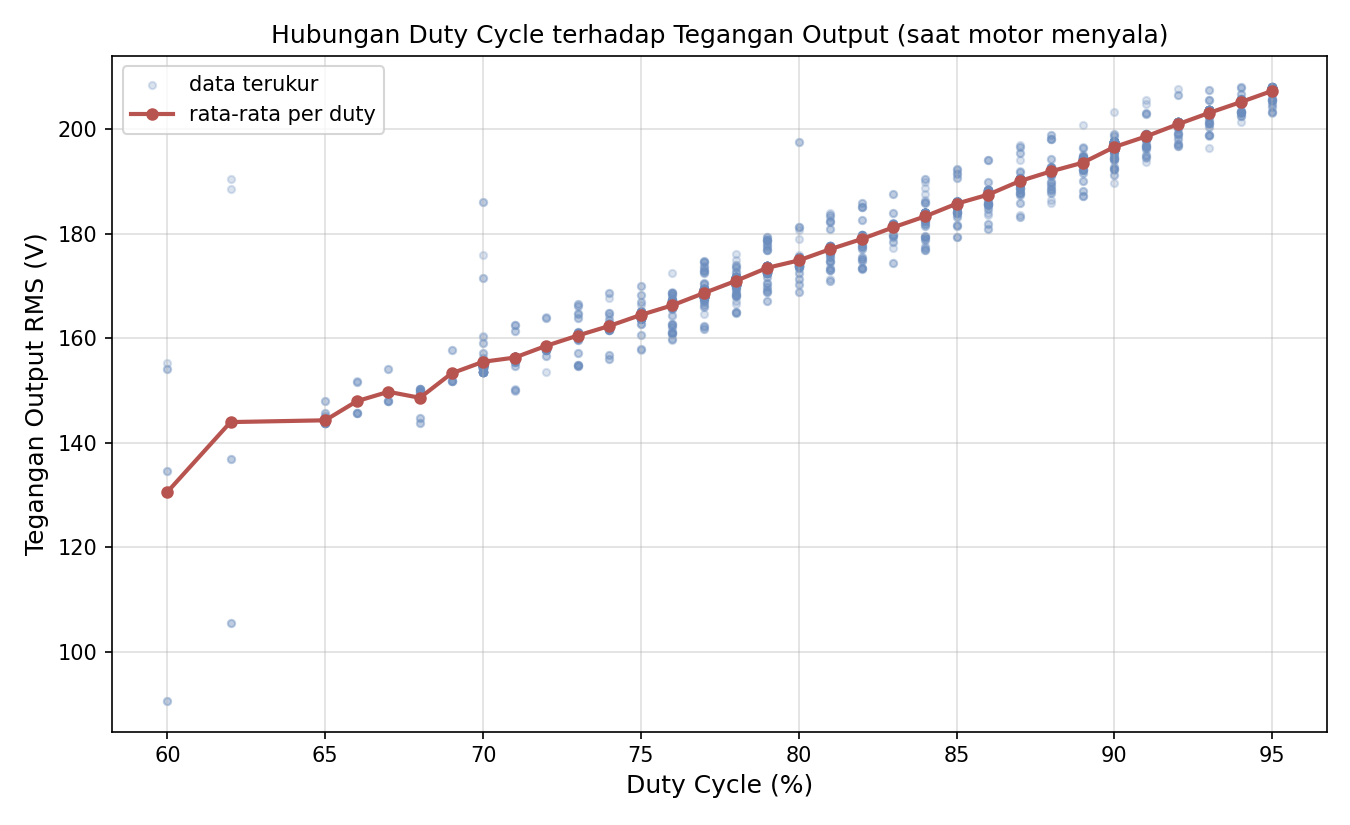 Hubungan Duty Cycle terhadap Tegangan Output (saat motor menyala)
data terukur
rata-rata per duty
Tegangan Output RMS (V)
200
180
160
140
120
100
60 65 70 75 80 85 90 95
Duty Cycle (%)